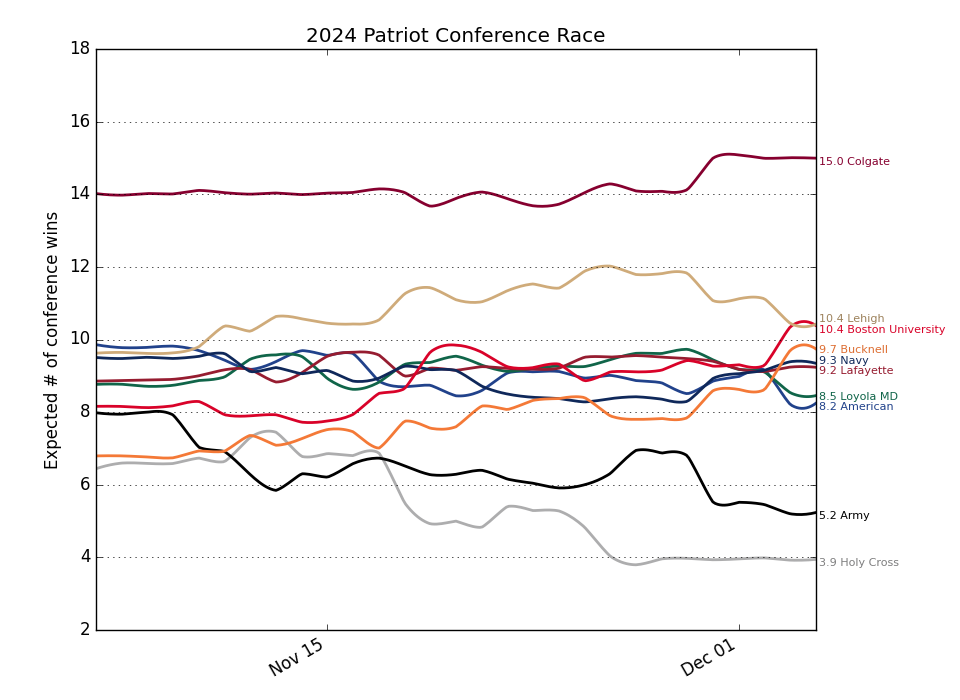 2024 Patriot Conference Race
Expected # of conference wins
18
16
14
12
10
8
6
4
2
15.0 Colgate
10.4 Lehigh
10.4 Boston University
9.7 Bucknell
9.3 Navy
9.2 Lafayette
8.5 Loyola MD
8.2 American
5.2 Army
3.9 Holy Cross
Nov 15
Dec 01